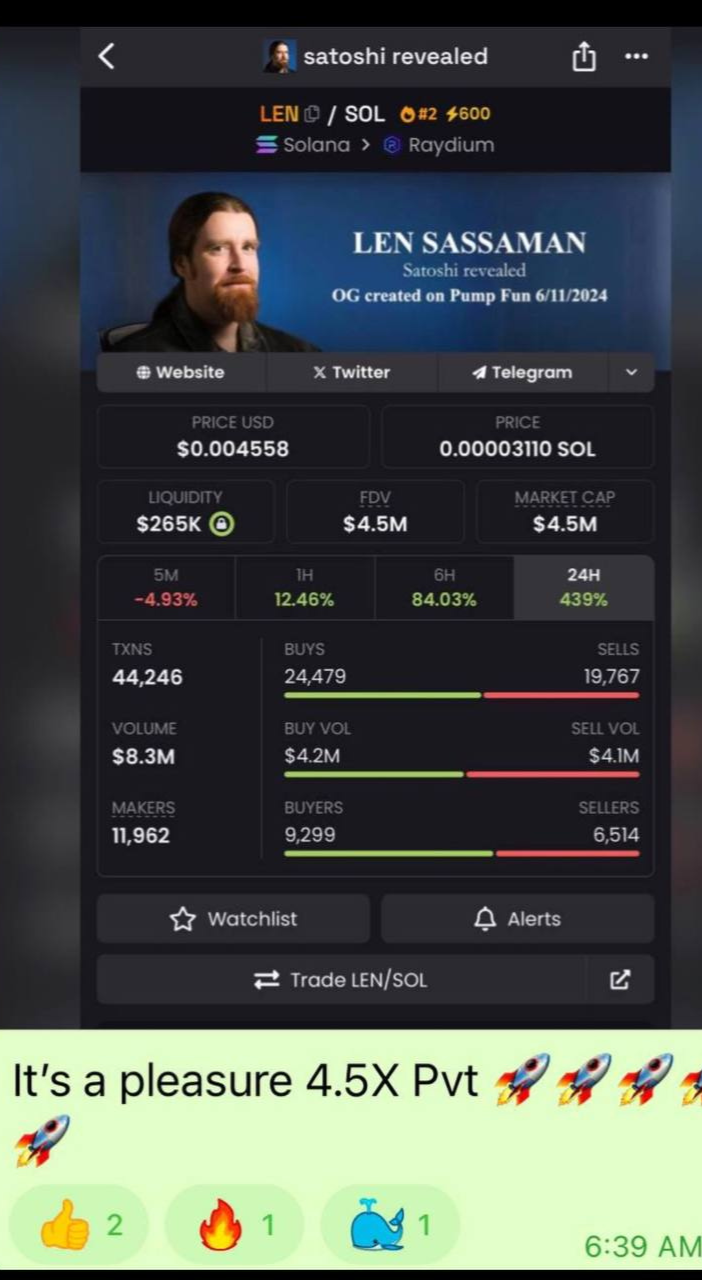 satoshi revealed
LEN / SOL 🔥#2 ⚡600
Solana > Raydium
LEN SASSAMAN
Satoshi revealed
OG created on Pump Fun 6/11/2024
Website X Twitter Telegram
PRICE USD PRICE
$0.004558 0.00003110 SOL
LIQUIDITY FDV MARKET CAP
$265K $4.5M $4.5M
5M 1H 6H 24H
-4.93% 12.46% 84.03% 439%
TXNS BUYS SELLS
44,246 24,479 19,767
VOLUME BUY VOL SELL VOL
$8.3M $4.2M $4.1M
MAKERS BUYERS SELLERS
11,962 9,299 6,514
Watchlist Alerts
Trade LEN/SOL
It's a pleasure 4.5X Pvt 🚀🚀🚀🚀
🚀
👍 2 🔥 1 🐳 1
6:39 AM